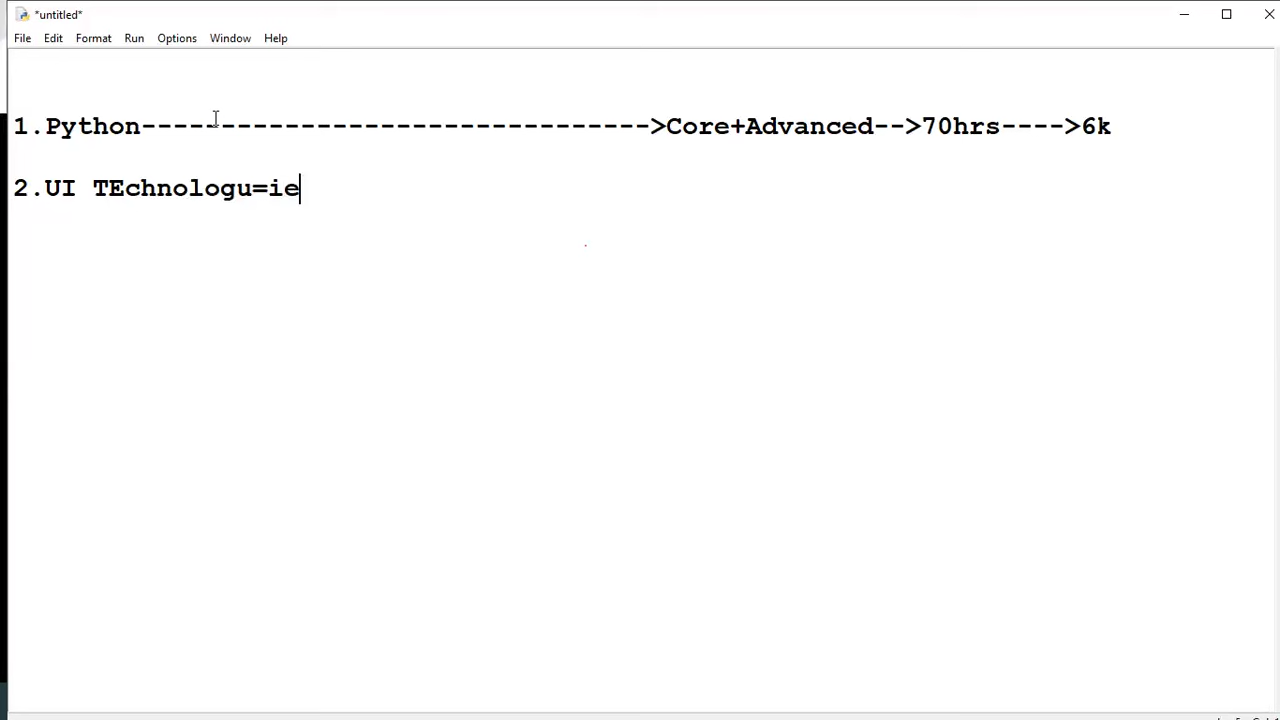 *untitled*
File Edit Format Run Options Window Help
1.Python-------------------------------->Core+Advanced-->70hrs---->6k
2.UI TEchnologu=ie